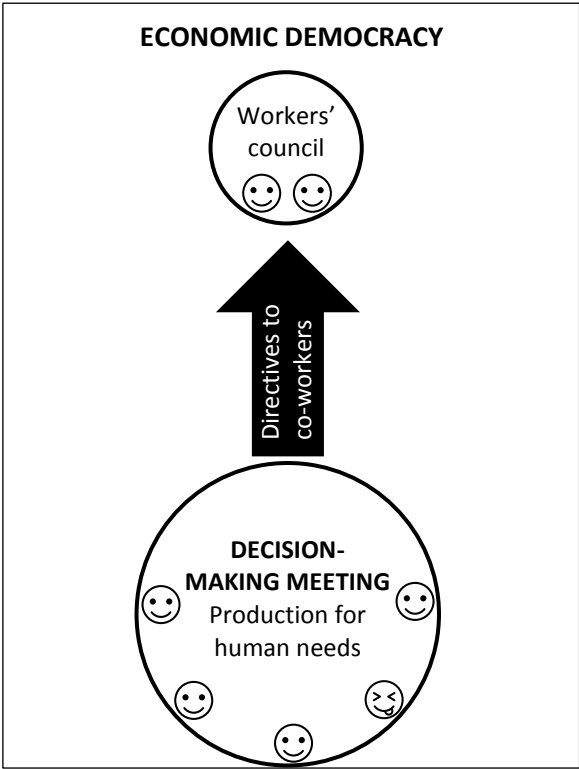 ECONOMIC DEMOCRACY
Workers’
council
Directives to
co-workers
DECISION-
MAKING MEETING
Production for
human needs